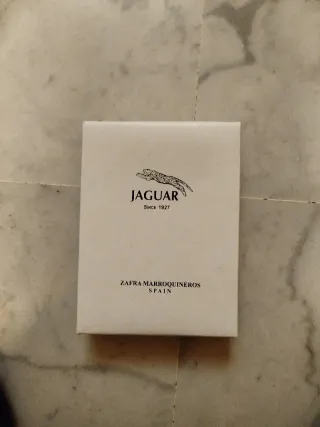 JAGUAR
Since 1927
ZAFRA MARROQUINEROS
SPAIN